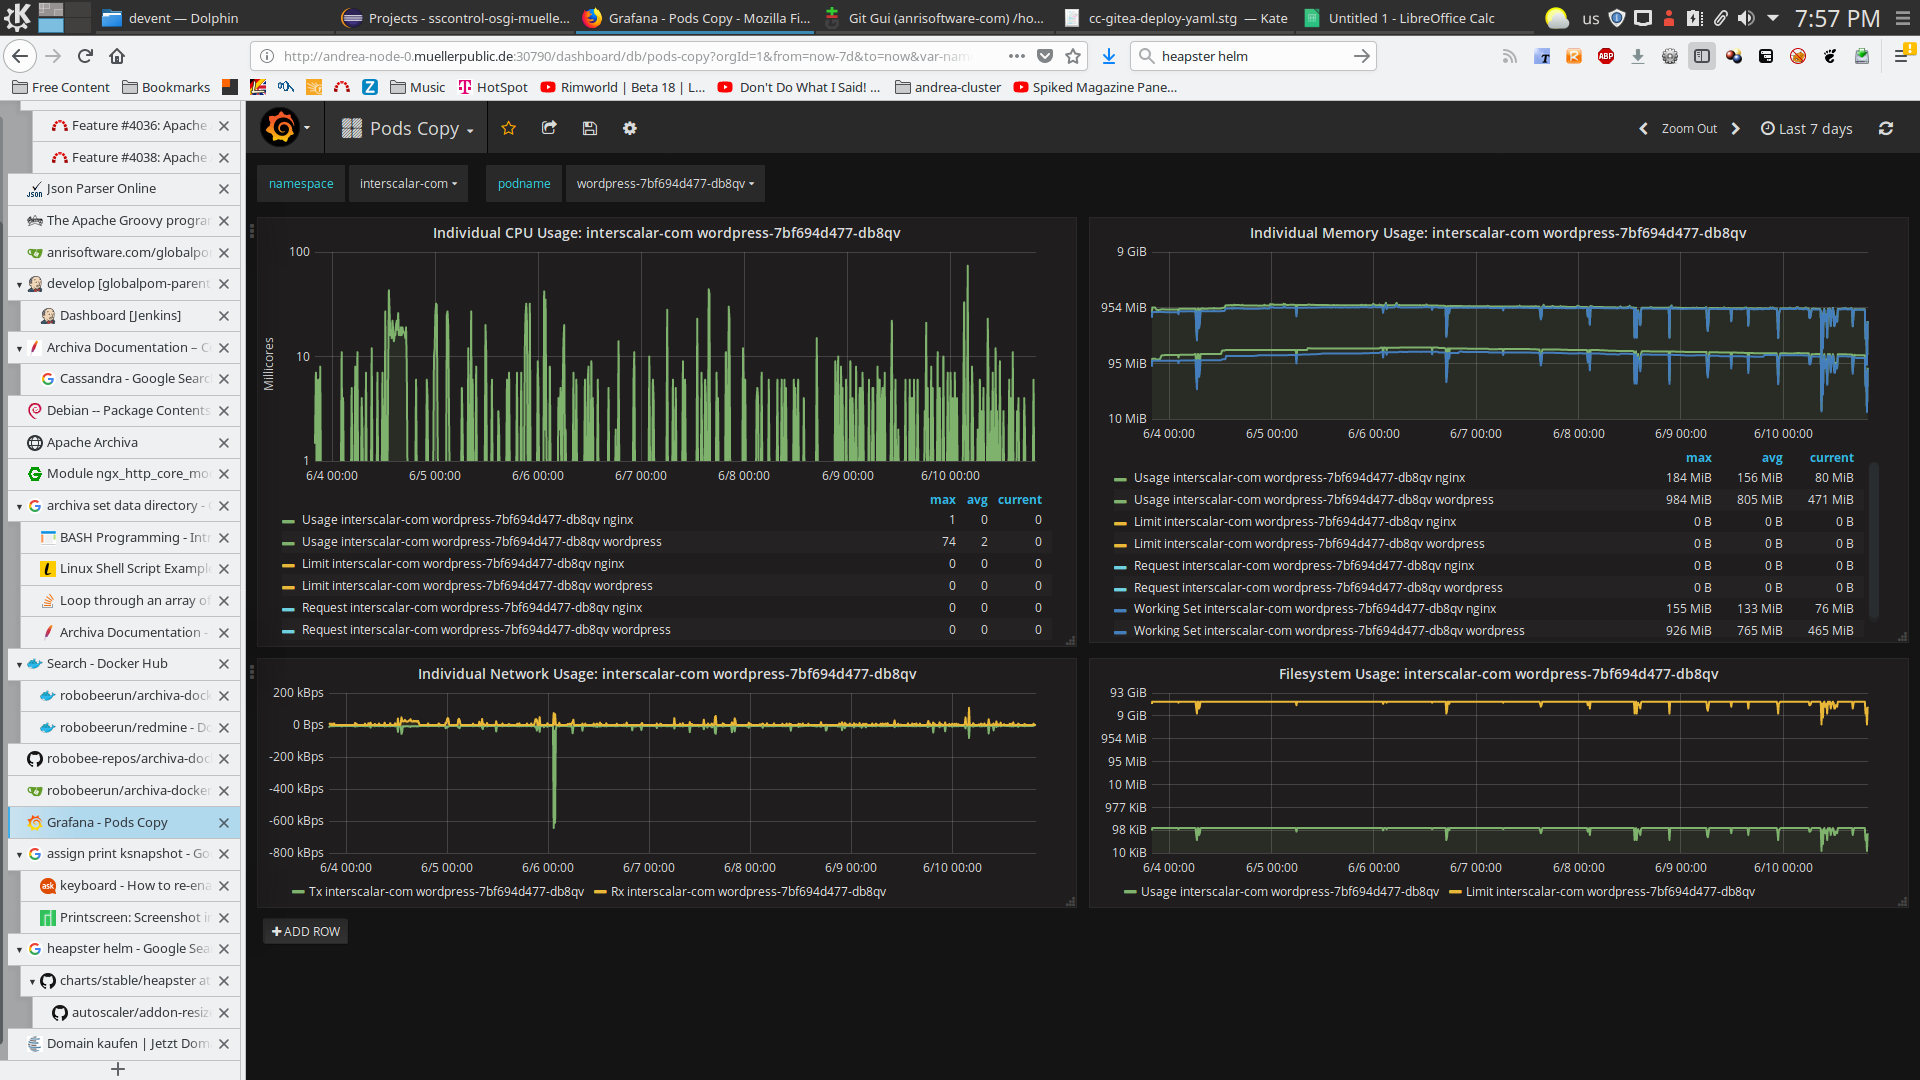 devent — Dolphin
Projects - sscontrol-osgi-muelle...
Grafana - Pods Copy - Mozilla Fi...
Git Gui (anrisoftware-com) /ho...
cc-gitea-deploy-yaml.stg — Kate
Untitled 1 - LibreOffice Calc
us
7:57 PM
http://andrea-node-0.muellerpublic.de:30790/dashboard/db/pods-copy?orgId=1&from=now-7d&to=now&var-nam
heapster helm
Free Content
Bookmarks
Music
HotSpot
Rimworld | Beta 18 | L...
Don't Do What I Said! ...
andrea-cluster
Spiked Magazine Pane...
Feature #4036: Apache
Feature #4038: Apache
Json Parser Online
The Apache Groovy progra
anrisoftware.com/globalpo
develop [globalpom-parent
Dashboard [Jenkins]
Archiva Documentation – C
Cassandra - Google Searc
Debian -- Package Contents
Apache Archiva
Module ngx_http_core_mo
archiva set data directory -
BASH Programming - Int
Linux Shell Script Example
Loop through an array of
Archiva Documentation -
Search - Docker Hub
robobeerun/archiva-dock
robobeerun/redmine - Do
robobee-repos/archiva-doc
robobeerun/archiva-docker
Grafana - Pods Copy
assign print ksnapshot - Go
keyboard - How to re-ena
Printscreen: Screenshot i
heapster helm - Google Sea
charts/stable/heapster at
autoscaler/addon-resiz
Domain kaufen | Jetzt Dom
Pods Copy
Zoom Out
Last 7 days
namespace
interscalar-com
podname
wordpress-7bf694d477-db8qv
Individual CPU Usage: interscalar-com wordpress-7bf694d477-db8qv
Millicores
100
10
1
6/4 00:00 6/5 00:00 6/6 00:00 6/7 00:00 6/8 00:00 6/9 00:00 6/10 00:00
max avg current
Usage interscalar-com wordpress-7bf694d477-db8qv nginx 1 0 0
Usage interscalar-com wordpress-7bf694d477-db8qv wordpress 74 2 0
Limit interscalar-com wordpress-7bf694d477-db8qv nginx 0 0 0
Limit interscalar-com wordpress-7bf694d477-db8qv wordpress 0 0 0
Request interscalar-com wordpress-7bf694d477-db8qv nginx 0 0 0
Request interscalar-com wordpress-7bf694d477-db8qv wordpress 0 0 0
Individual Memory Usage: interscalar-com wordpress-7bf694d477-db8qv
9 GiB
954 MiB
95 MiB
10 MiB
6/4 00:00 6/5 00:00 6/6 00:00 6/7 00:00 6/8 00:00 6/9 00:00 6/10 00:00
max avg current
Usage interscalar-com wordpress-7bf694d477-db8qv nginx 184 MiB 156 MiB 80 MiB
Usage interscalar-com wordpress-7bf694d477-db8qv wordpress 984 MiB 805 MiB 471 MiB
Limit interscalar-com wordpress-7bf694d477-db8qv nginx 0 B 0 B 0 B
Limit interscalar-com wordpress-7bf694d477-db8qv wordpress 0 B 0 B 0 B
Request interscalar-com wordpress-7bf694d477-db8qv nginx 0 B 0 B 0 B
Request interscalar-com wordpress-7bf694d477-db8qv wordpress 0 B 0 B 0 B
Working Set interscalar-com wordpress-7bf694d477-db8qv nginx 155 MiB 133 MiB 76 MiB
Working Set interscalar-com wordpress-7bf694d477-db8qv wordpress 926 MiB 765 MiB 465 MiB
Individual Network Usage: interscalar-com wordpress-7bf694d477-db8qv
200 kBps
0 Bps
-200 kBps
-400 kBps
-600 kBps
-800 kBps
6/4 00:00 6/5 00:00 6/6 00:00 6/7 00:00 6/8 00:00 6/9 00:00 6/10 00:00
Tx interscalar-com wordpress-7bf694d477-db8qv Rx interscalar-com wordpress-7bf694d477-db8qv
Filesystem Usage: interscalar-com wordpress-7bf694d477-db8qv
93 GiB
9 GiB
954 MiB
95 MiB
10 MiB
977 KiB
98 KiB
10 KiB
6/4 00:00 6/5 00:00 6/6 00:00 6/7 00:00 6/8 00:00 6/9 00:00 6/10 00:00
Usage interscalar-com wordpress-7bf694d477-db8qv Limit interscalar-com wordpress-7bf694d477-db8qv
ADD ROW